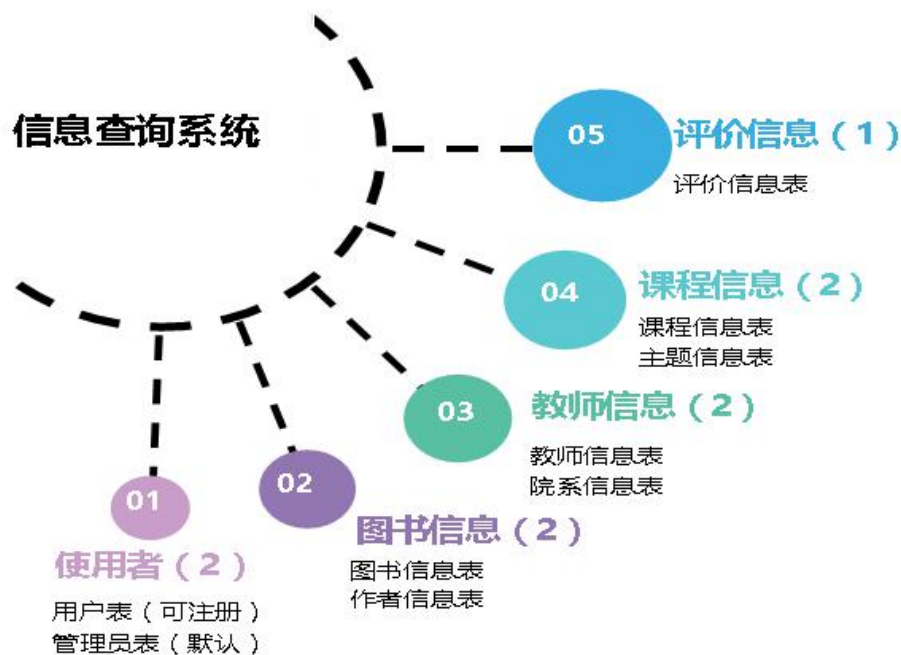 信息查询系统
05
评价信息（1）
评价信息表
04
课程信息（2）
课程信息表
主题信息表
03
教师信息（2）
教师信息表
院系信息表
02
图书信息（2）
图书信息表
作者信息表
01
使用者（2）
用户表（可注册）
管理员表（默认）